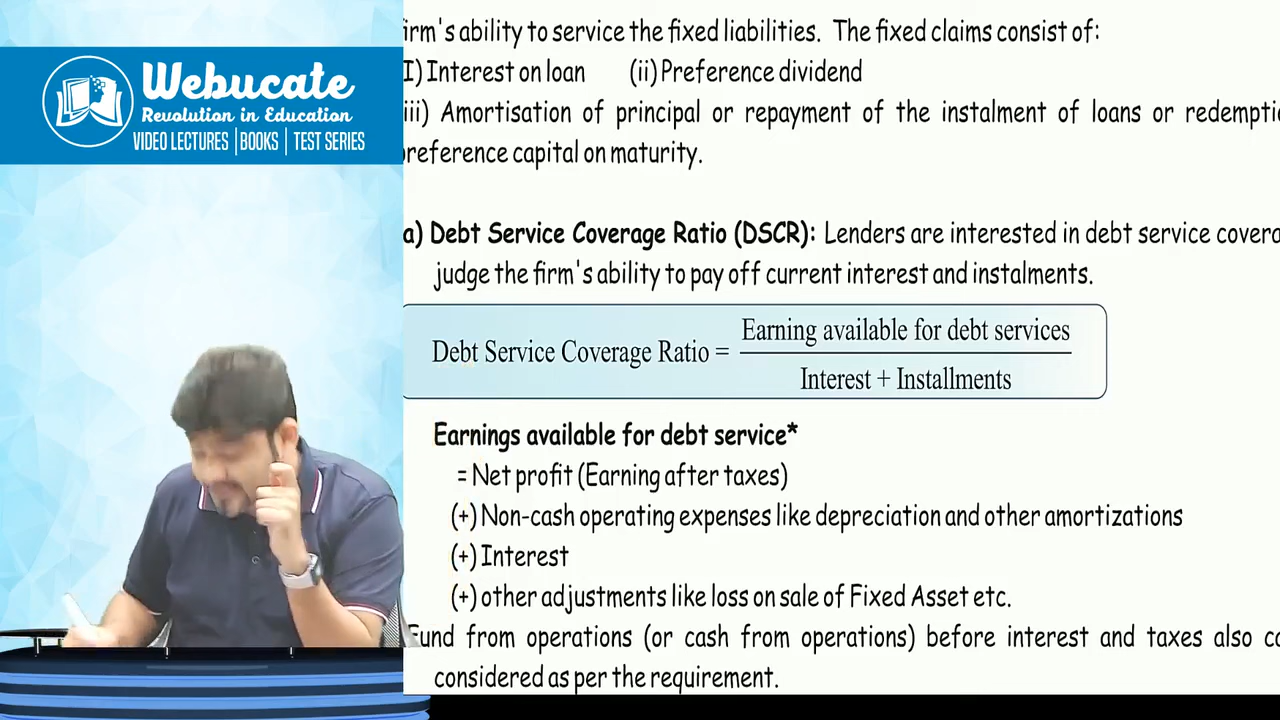 firm's ability to service the fixed liabilities. The fixed claims consist of:
I) Interest on loan (ii) Preference dividend
iii) Amortisation of principal or repayment of the instalment of loans or redempti
preference capital on maturity.
a) Debt Service Coverage Ratio (DSCR): Lenders are interested in debt service covera
judge the firm's ability to pay off current interest and instalments.
Debt Service Coverage Ratio = Earning available for debt services
Interest + Installments
Earnings available for debt service*
= Net profit (Earning after taxes)
(+) Non-cash operating expenses like depreciation and other amortizations
(+) Interest
(+) other adjustments like loss on sale of Fixed Asset etc.
Fund from operations (or cash from operations) before interest and taxes also ca
considered as per the requirement.
Webucate
Revolution in Education
VIDEO LECTURES | BOOKS | TEST SERIES